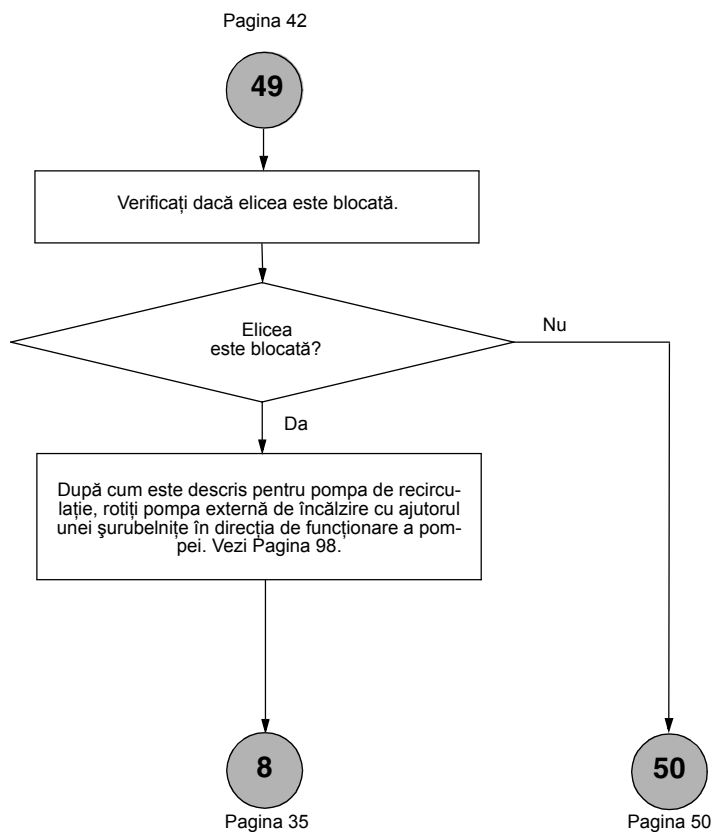 Pagina 42
49
Verificați dacă elicea este blocată.
Elicea
este blocată?
Nu
Da
După cum este descris pentru pompa de recircu-
lație, rotiți pompa externă de încălzire cu ajutorul
unei șurubelnițe în direcția de funcționare a pom-
pei. Vezi Pagina 98.
8
50
Pagina 35
Pagina 50